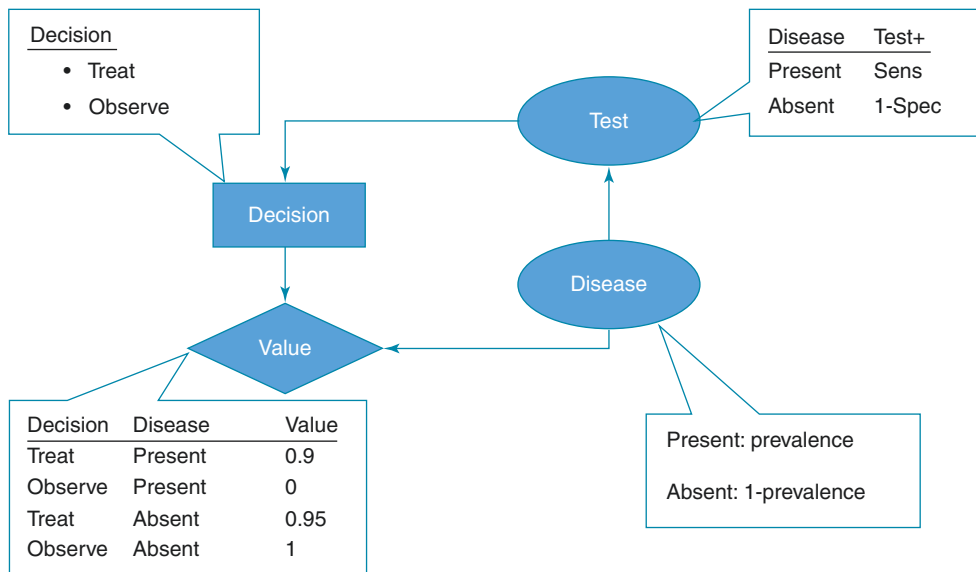 Decision
• Treat
• Observe
Disease Test+
Present Sens
Absent 1-Spec
Test
Decision
Disease
Value
Decision Disease Value
Treat Present 0.9
Observe Present 0
Treat Absent 0.95
Observe Absent 1
Present: prevalence
Absent: 1-prevalence